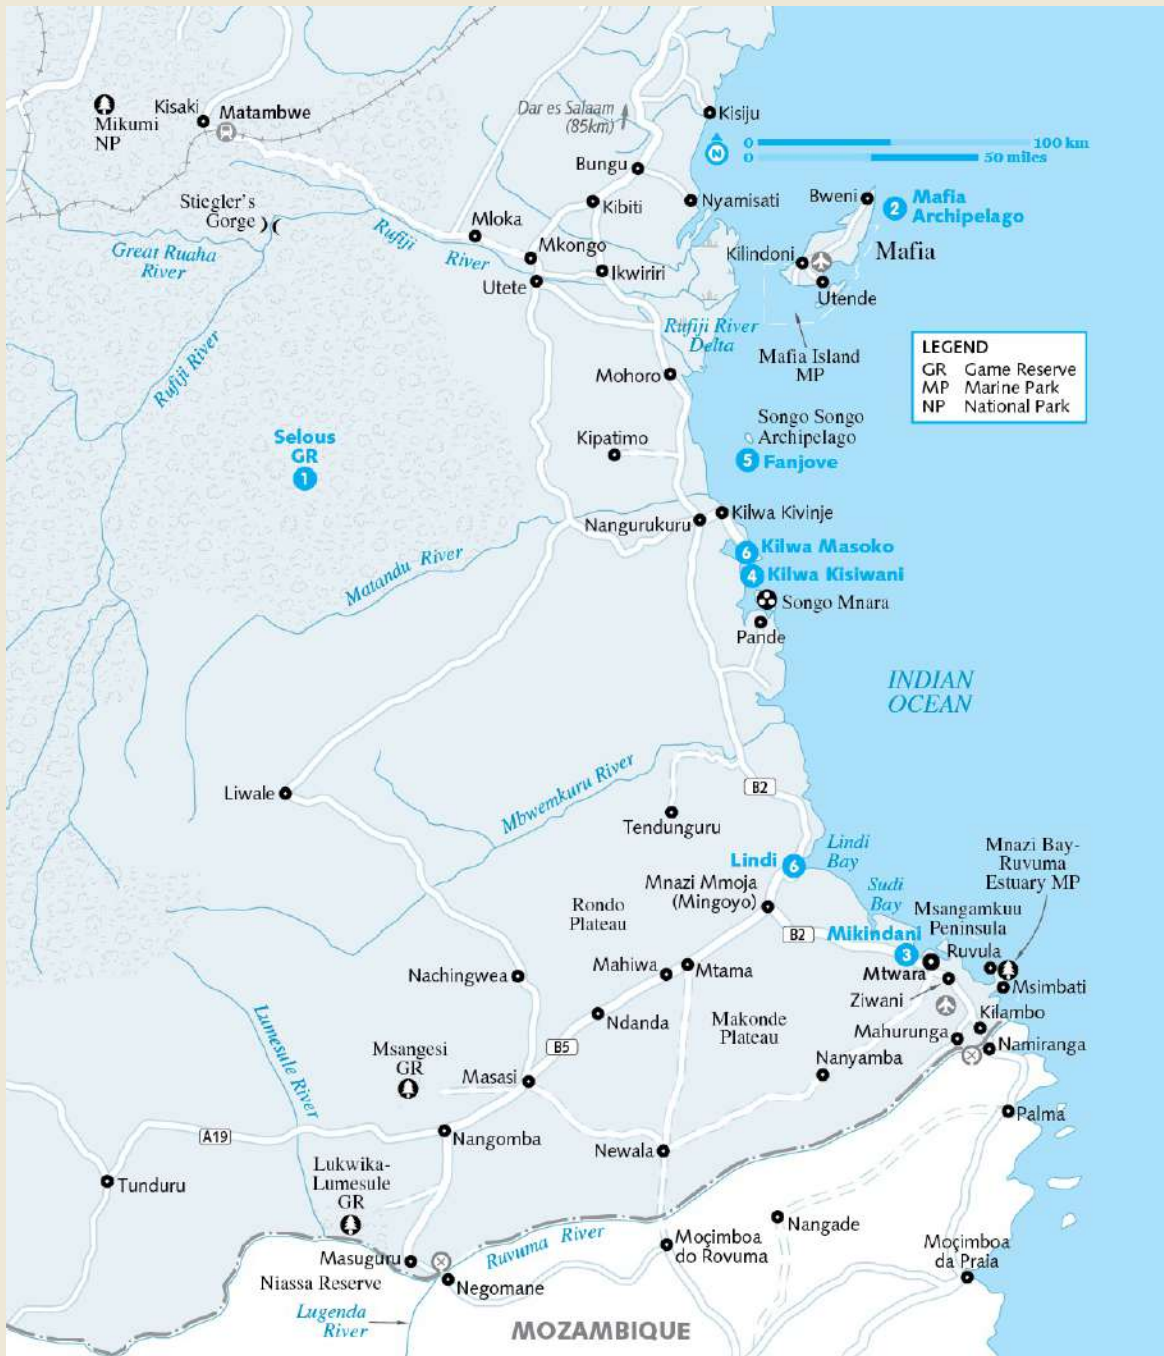 Dar es Salaam
(85km)
Kisiju
Kisaki
Matambwe
Mikumi
NP
N
0
100 km
0
50 miles
Bungu
Nyamisati
Bweni
2
Mafia
Archipelago
Stiegler's
Gorge
Kibiti
Mloka
Rufiji
River
Great Ruaha
River
Mkongo
Kilindoni
Mafia
Ikwiriri
Utete
Utende
Rufiji River
Delta
Rufiji River
Mafia Island
MP
LEGEND
GR Game Reserve
MP Marine Park
NP National Park
Mohoro
Songo Songo
Archipelago
Selous
GR
1
Kipatimo
5
Fanjove
Kilwa Kivinje
Nangurukuru
6
Kilwa Masoko
4
Kilwa Kisiwani
Matandu River
Songo Mnara
Pande
INDIAN
OCEAN
Mbwemkuru River
Liwale
B2
Tendunguru
Lindi
6
Lindi
Bay
Mnazi Bay-
Ruvuma
Estuary MP
Mnazi Mmoja
(Mingoyo)
Sudi
Bay
Rondo
Plateau
Msangamkuu
Peninsula
B2
Mikindani
3
Ruvula
Nachingwea
Mahiwa
Mtama
Mtwara
Msimbati
Ziwani
Ndanda
Makonde
Plateau
Kilambo
Mahurunga
Namiranga
Lumesule River
Msangesi
GR
B5
Nanyamba
Masasi
Palma
A19
Nangomba
Newala
Lukwika-
Lumesule
GR
Tunduru
Nangade
Ruvuma River
Moçimboa
do Rovuma
Moçimboa
da Praia
Masuguru
Niassa Reserve
Negomane
Lugenda
River
MOZAMBIQUE